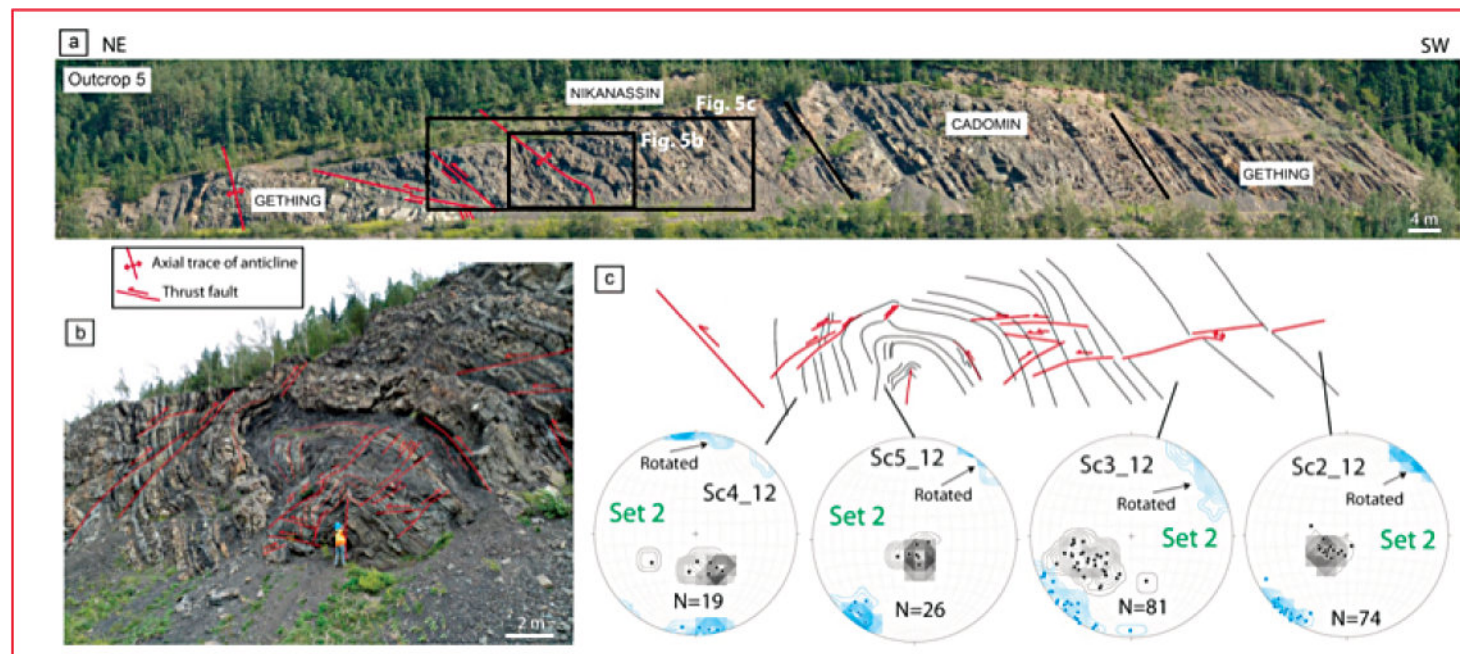 a NE SW
Outcrop 5
NIKANASSIN
Fig. 5c
Fig. 5b
CADOMIN
GETHING
GETHING
4 m
Axial trace of anticline
Thrust fault
b
2 m
c
Rotated
Sc4_12
Set 2
N=19
Sc5_12
Rotated
Set 2
N=26
Sc3_12
Rotated
Set 2
N=81
Sc2_12
Rotated
Set 2
N=74